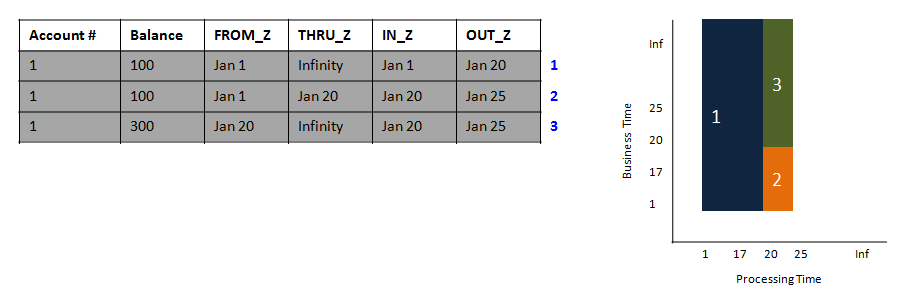 Account # Balance FROM_Z THRU_Z IN_Z OUT_Z
1 100 Jan 1 Infinity Jan 1 Jan 20 1
1 100 Jan 1 Jan 20 Jan 20 Jan 25 2
1 300 Jan 20 Infinity Jan 20 Jan 25 3
Business Time
Inf
25
20
17
1
1
3
2
1 17 20 25 Inf
Processing Time